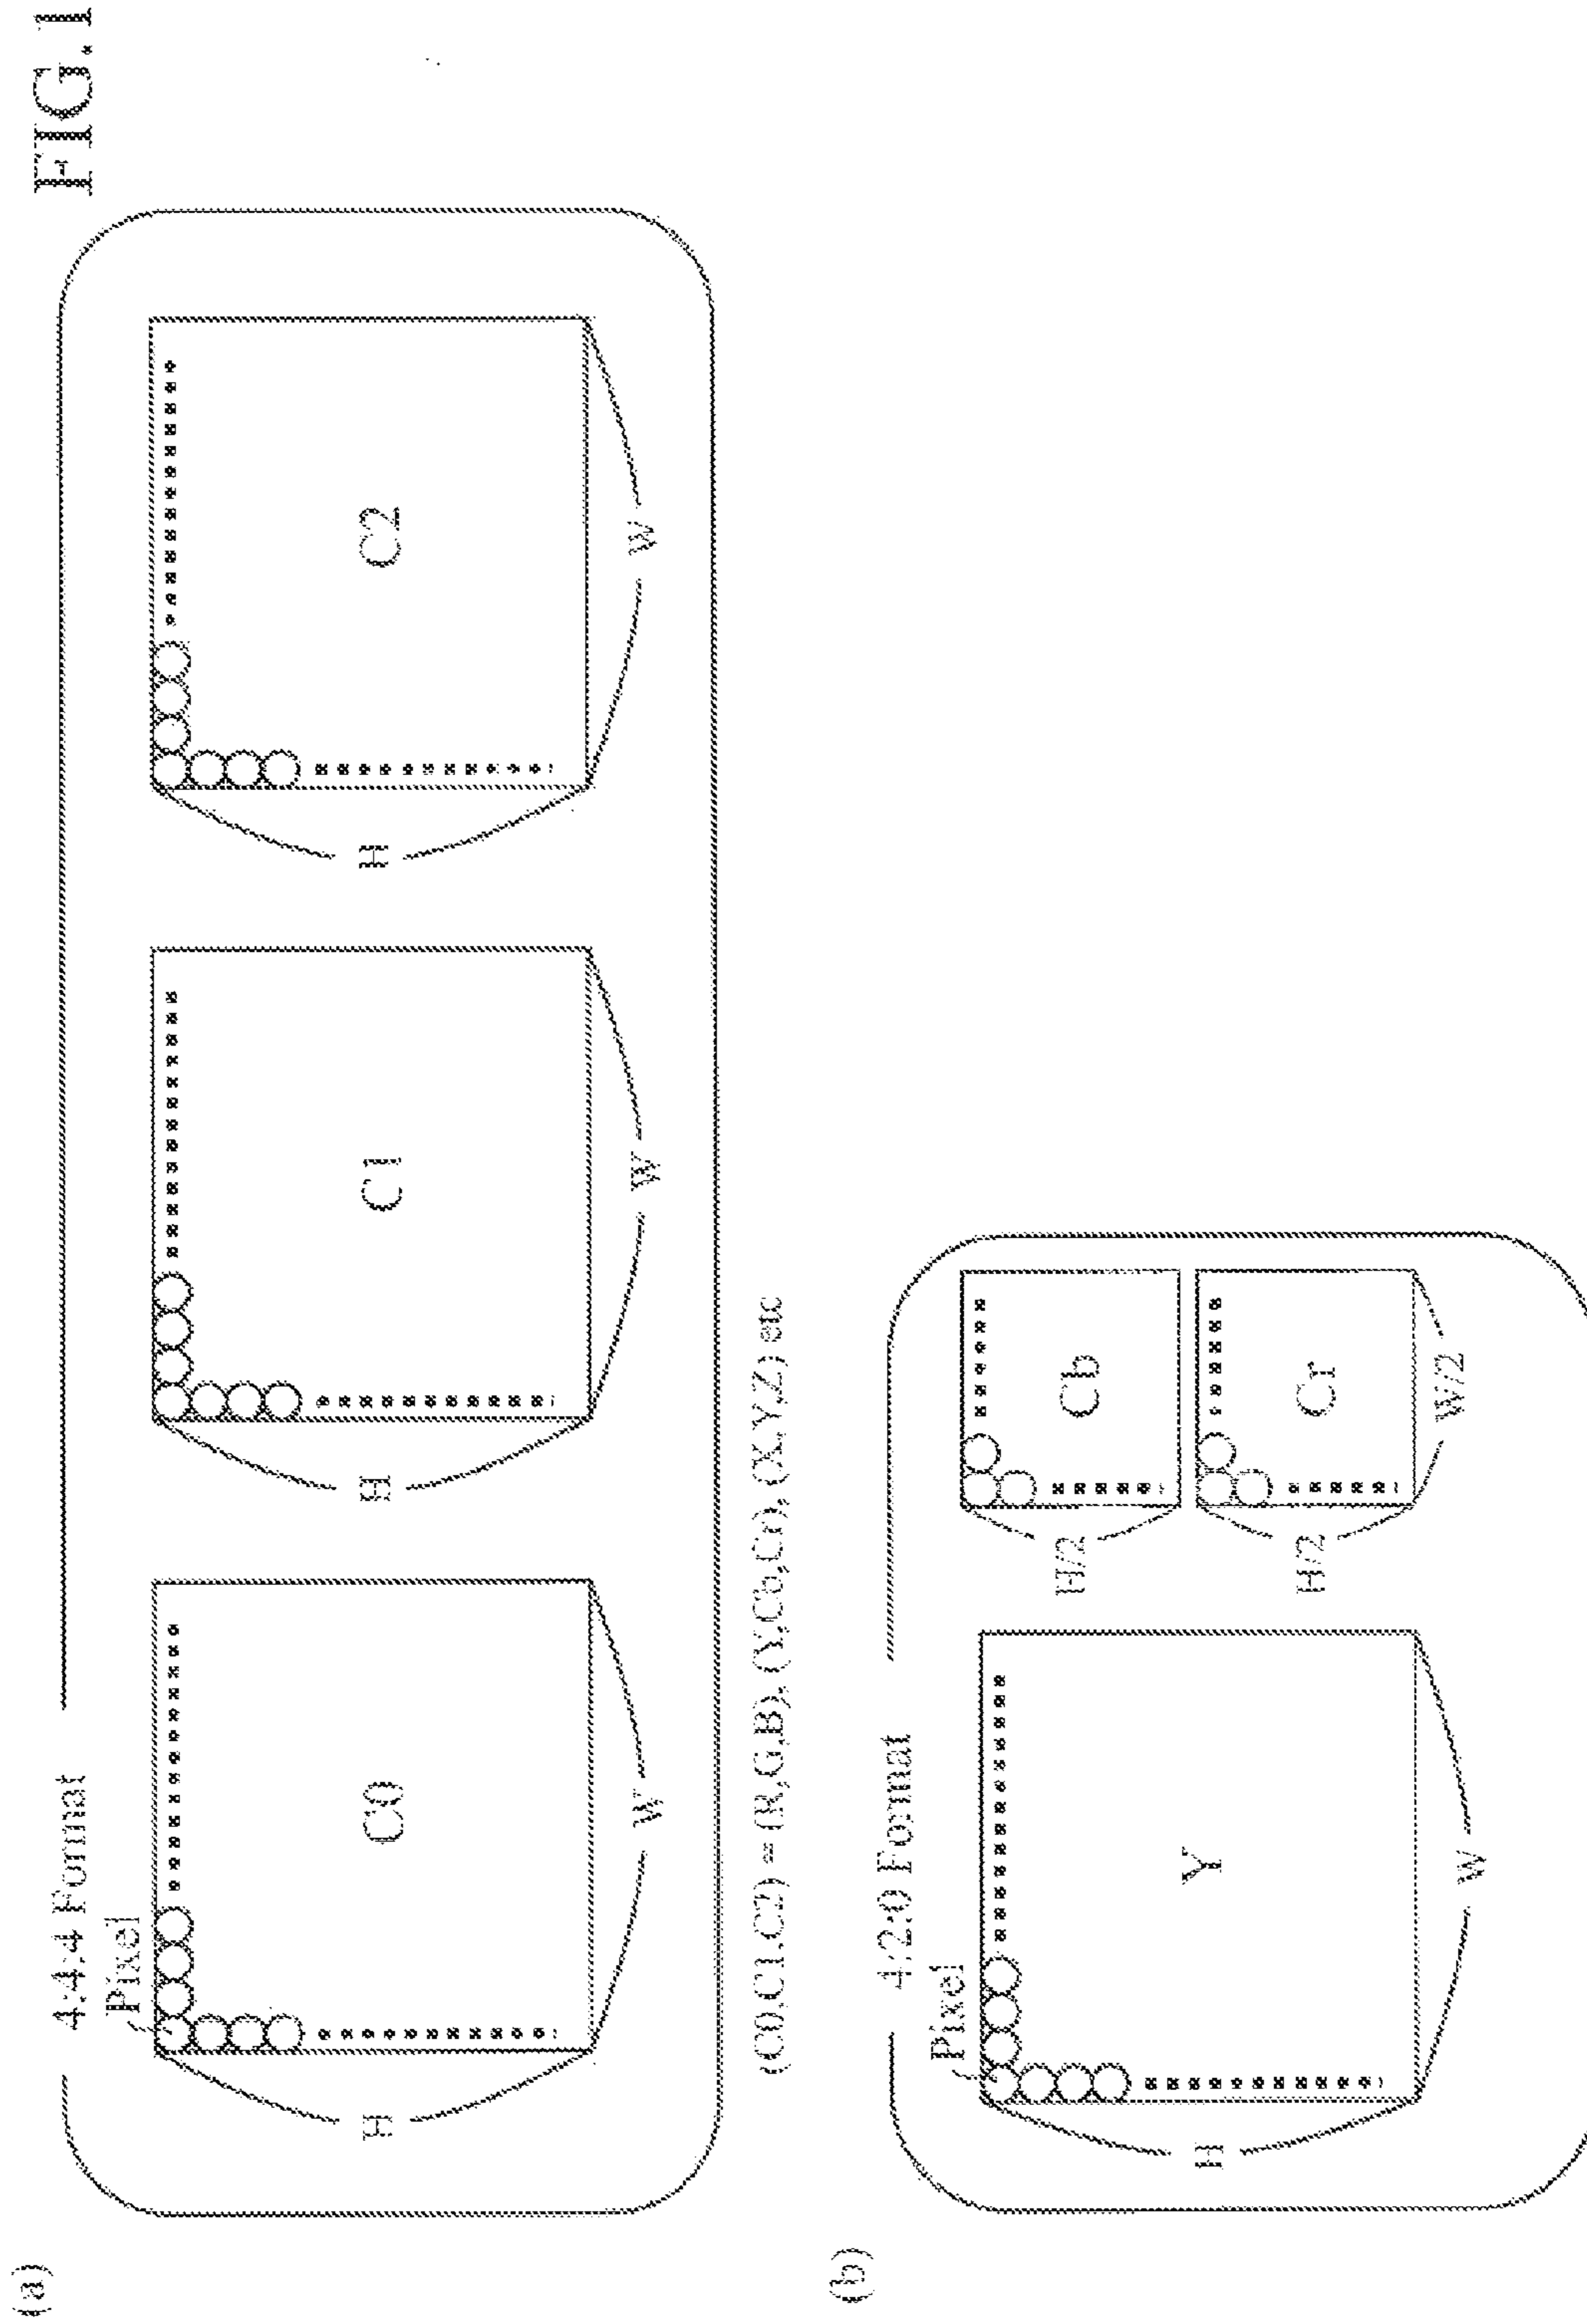 FIG.1
(a)
4:4:4 Format
Pixel
H
C0
W
H
C1
W
H
C2
W
(C0,C1,C2) = (R,G,B), (Y,Cb,Cr), (X,Y,Z) etc
(b)
4:2:0 Format
Pixel
H
Y
W
H/2
Cb
H/2
Cr
W/2